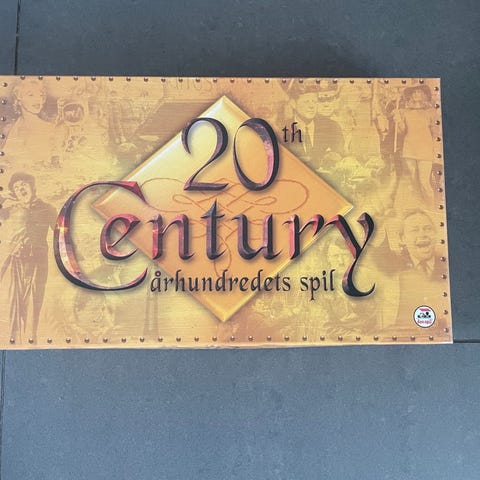 20th
Century
århundredets spil